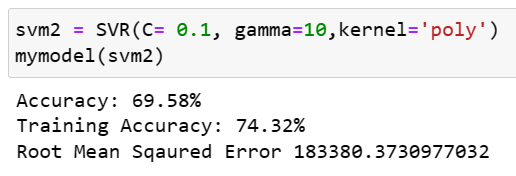 svm2 = SVR(C= 0.1, gamma=10,kernel='poly')
mymodel(svm2)
Accuracy: 69.58%
Training Accuracy: 74.32%
Root Mean Sqaured Error 183380.3730977032